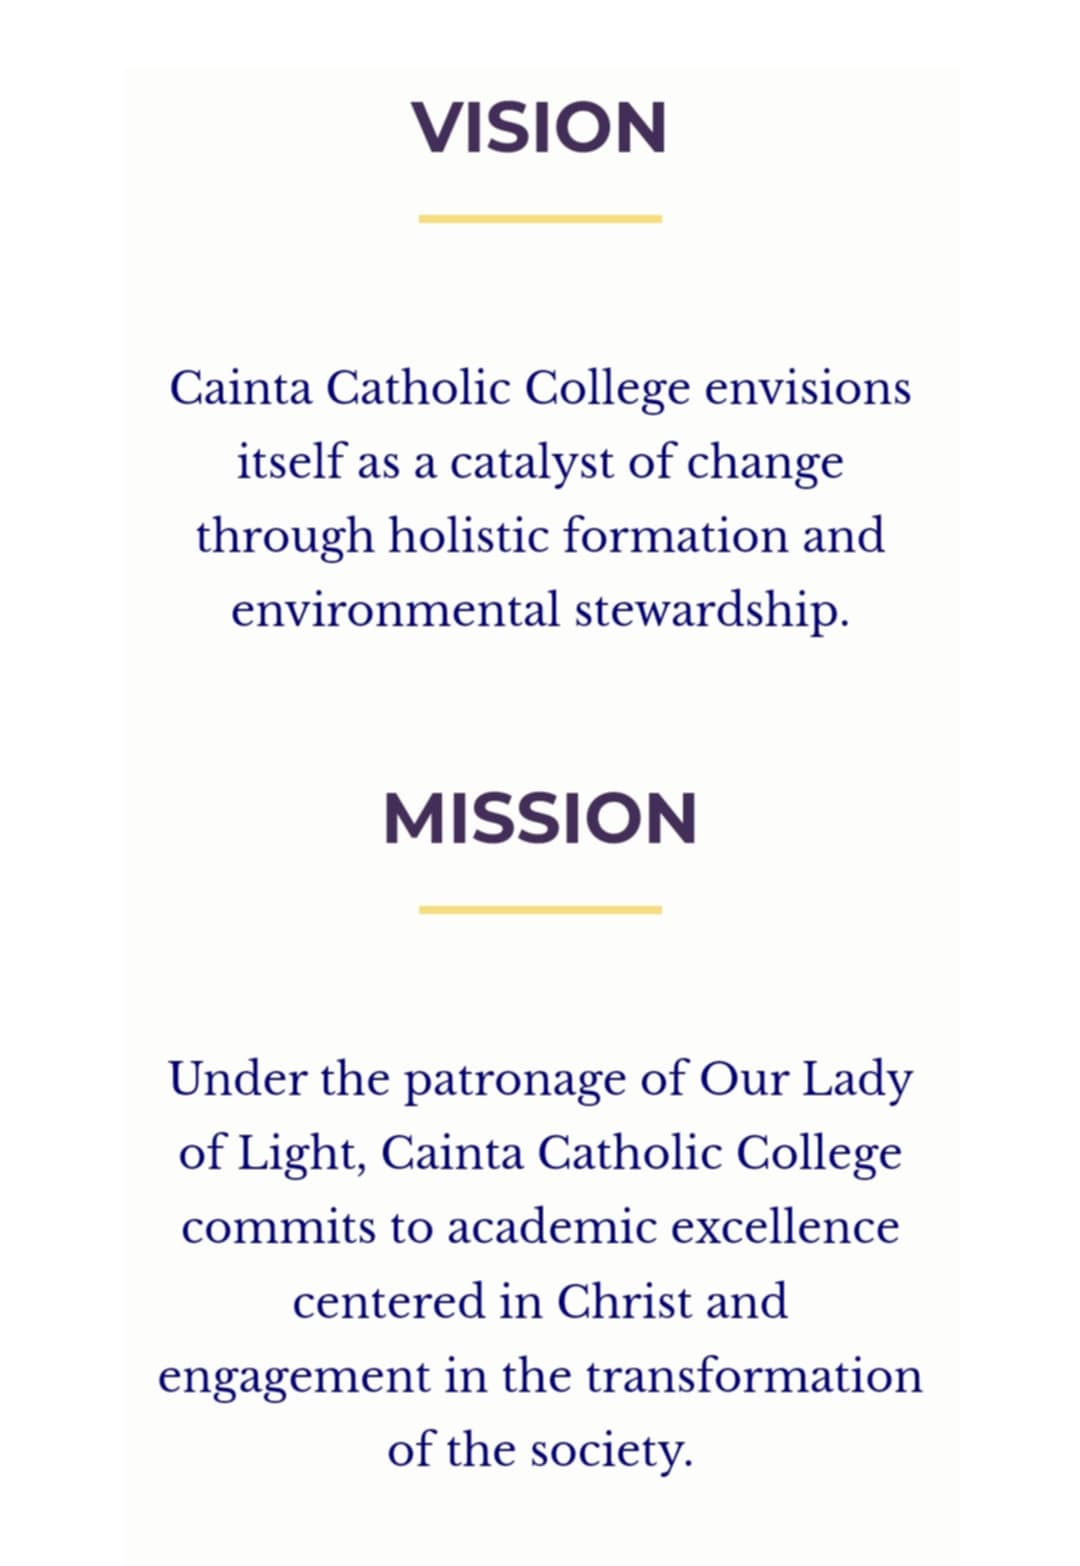 VISION
Cainta Catholic College envisions
itself as a catalyst of change
through holistic formation and
environmental stewardship.
MISSION
Under the patronage of Our Lady
of Light, Cainta Catholic College
commits to academic excellence
centered in Christ and
engagement in the transformation
of the society.